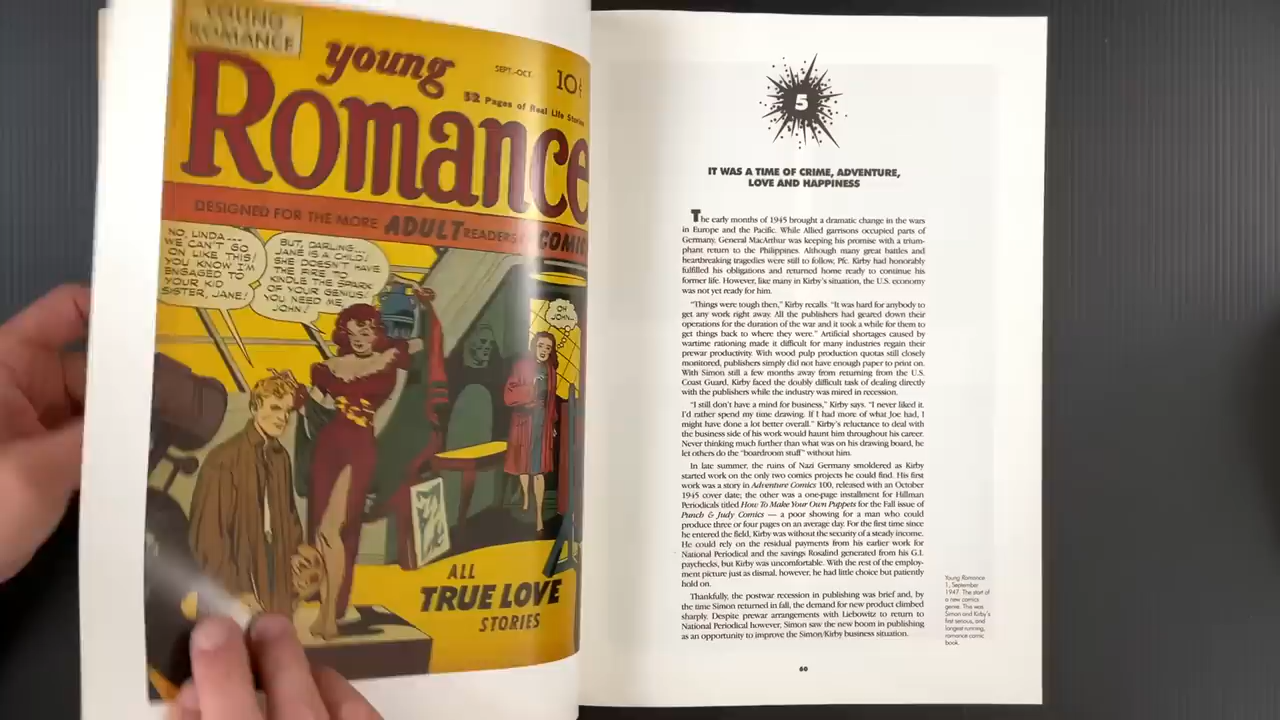 YOUNG
ROMANCE
young
SEPT.-OCT.
10¢
52 Pages of Real Life Stories
Romance
DESIGNED FOR THE MORE ADULT READERS OF COMICS
NO, LINDA...
WE CAN'T GO
ON LIKE THIS!
YOU KNOW I'M
ENGAGED TO
YOUR KID
SISTER, JANE!
BUT, DARLING...
JANE IS A CHILD!
SHE DOESN'T HAVE
THE FIRE TO
KINDLE THE SPARK
OF YOUR GENIUS!
YOU NEED ME,
JOHN!
OH,
JOHN...
ALL
TRUE LOVE
STORIES
5
IT WAS A TIME OF CRIME, ADVENTURE,
LOVE AND HAPPINESS
The early months of 1945 brought a dramatic change in the wars
in Europe and the Pacific. While Allied garrisons occupied parts of
Germany, General MacArthur was keeping his promise with a trium-
phant return to the Philippines. Although many great battles and
heartbreaking tragedies were still to follow, Pfc. Kirby had honorably
fulfilled his obligations and returned home ready to continue his
former life. However, like many in Kirby's situation, the U.S. economy
was not yet ready for him.
"Things were tough then," Kirby recalls. "It was hard for anybody to
get any work right away. All the publishers had geared down their
operations for the duration of the war and it took a while for them to
get things back to where they were." Artificial shortages caused by
wartime rationing made it difficult for many industries regain their
prewar productivity. With wood pulp production quotas still closely
monitored, publishers simply did not have enough paper to print on.
With Simon still a few months away from returning from the U.S.
Coast Guard, Kirby faced the doubly difficult task of dealing directly
with the publishers while the industry was mired in recession.
"I still don't have a mind for business," Kirby says. "I never liked it.
I'd rather spend my time drawing. If I had more of what Joe had, I
might have done a lot better overall." Kirby's reluctance to deal with
the business side of his work would haunt him throughout his career.
Never thinking much further than what was on his drawing board, he
let others do the "boardroom stuff" without him.
In late summer, the ruins of Nazi Germany smoldered as Kirby
started work on the only two comics projects he could find. His first
work was a story in Adventure Comics 100, released with an October
1945 cover date; the other was a one-page installment for Hillman
Periodicals titled How To Make Your Own Puppets for the Fall issue of
Punch & Judy Comics — a poor showing for a man who could
produce three or four pages on an average day. For the first time since
he entered the field, Kirby was without the security of a steady income.
He could rely on the residual payments from his earlier work for
National Periodical and the savings Rosalind generated from his G.I.
paychecks, but Kirby was uncomfortable. With the rest of the employ-
ment picture just as dismal, however, he had little choice but patiently
hold on.
Thankfully, the postwar recession in publishing was brief and, by
the time Simon returned in fall, the demand for new product climbed
sharply. Despite prewar arrangements with Liebowitz to return to
National Periodical however, Simon saw the new boom in publishing
as an opportunity to improve the Simon/Kirby business situation.
Young Romance
1, September
1947. The start of
a new comics
genre. This was
Simon and Kirby's
first serious, and
longest running,
romance comic
book.
60